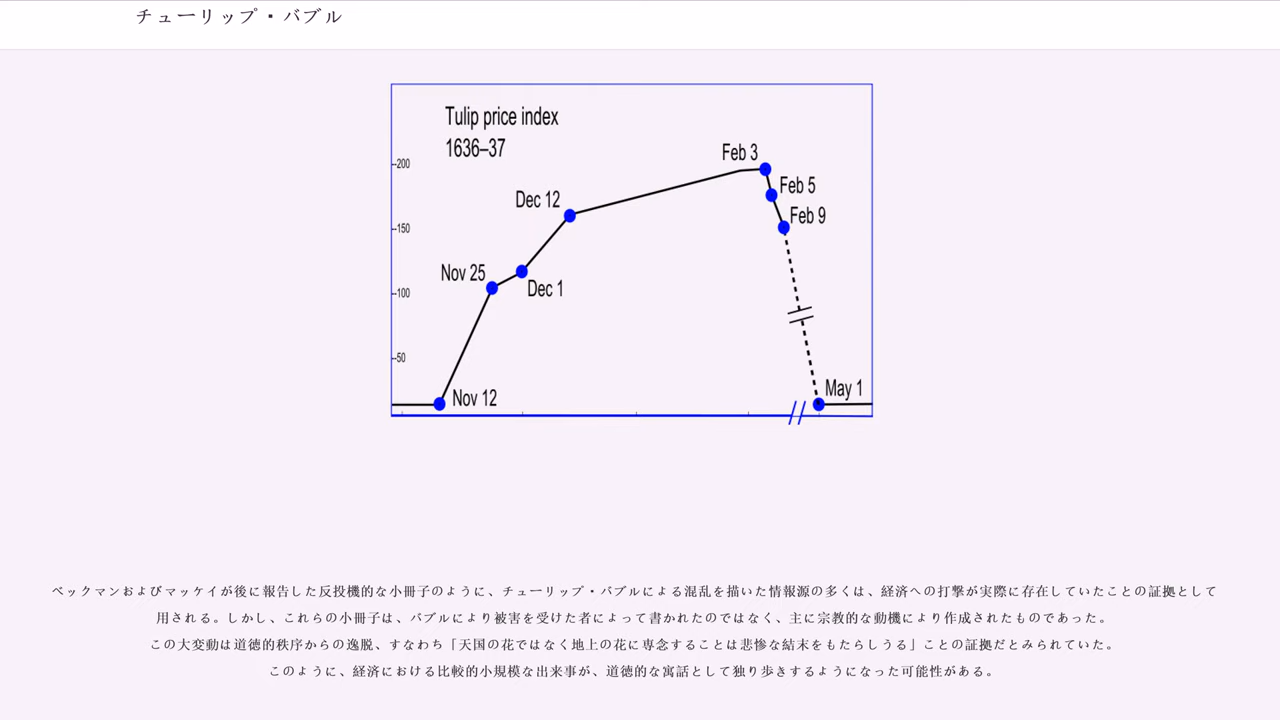 チューリップ・バブル
Tulip price index
1636–37
Feb 3
200
Feb 5
Dec 12
Feb 9
150
Nov 25
Dec 1
100
50
May 1
Nov 12
ベックマンおよびマッケイが後に報告した反投機的な小冊子のように、チューリップ・バブルによる混乱を描いた情報源の多くは、経済への打撃が実際に存在していたことの証拠として
用される。しかし、これらの小冊子は、バブルにより被害を受けた者によって書かれたのではなく、主に宗教的な動機により作成されたものであった。
この大変動は道徳的秩序からの逸脱、すなわち「天国の花ではなく地上の花に専念することは悲惨な結末をもたらしうる」ことの証拠だとみられていた。
このように、経済における比較的小規模な出来事が、道徳的な寓話として独り歩きするようになった可能性がある。